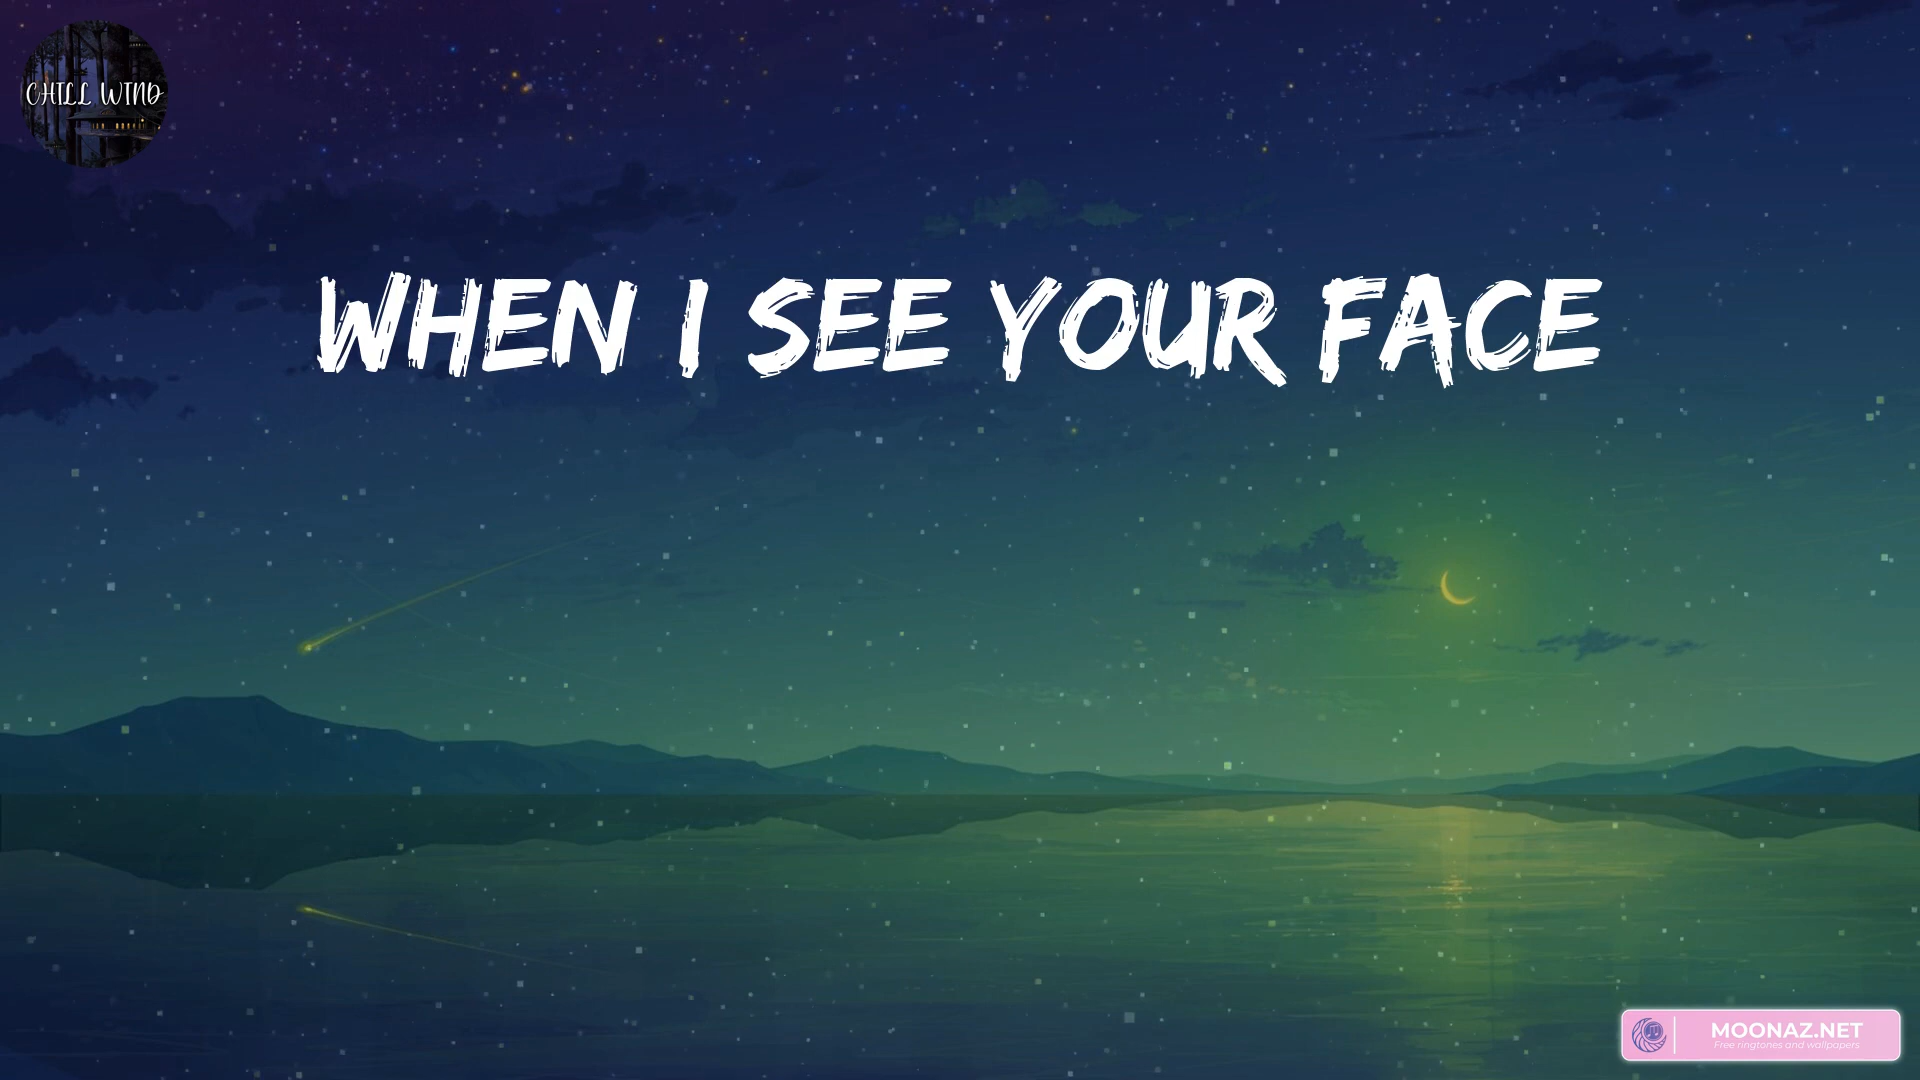 CHILL WIND
WHEN I SEE YOUR FACE
MOONAZ.NET
Free ringtones and wallpapers